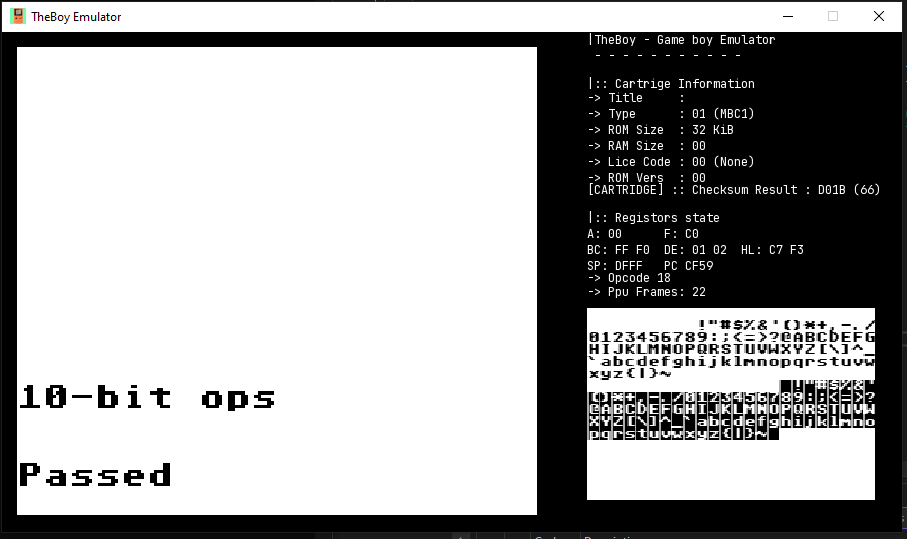 TheBoy Emulator
10-bit ops
Passed
|TheBoy - Game boy Emulator
- - - - - - - - - - -
|:: Cartrige Information
-> Title     :
-> Type      : 01 (MBC1)
-> ROM Size  : 32 KiB
-> RAM Size  : 00
-> Lice Code : 00 (None)
-> ROM Vers  : 00
[CARTRIDGE] :: Checksum Result : D01B (66)
|:: Registors state
A: 00      F: C0
BC: FF F0  DE: 01 02  HL: C7 F3
SP: DFFF   PC CF59
-> Opcode 18
-> Ppu Frames: 22
!"#$%&'()*+,-./
0123456789:;<=>?@ABCDEFG
HIJKLMNOPQRSTUVWXYZ[\]^_
`abcdefghijklmnopqrstuvw
xyz{|}~
!"#$%&'
()*+,-./0123456789:;<=>?
@ABCDEFGHIJKLMNOPQRSTUVW
XYZ[\]^_`abcdefghijklmno
pqrstuvwxyz{|}~